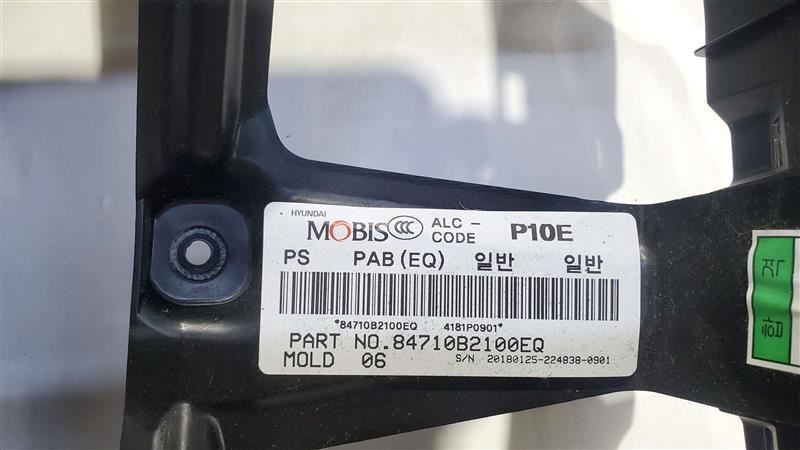 HYUNDAI
MOBIS CCC ALC - CODE P10E
PS PAB (EQ) 일반 일반
*84710B2100EQ 4181P0901*
PART NO.84710B2100EQ
MOLD 06 S/N 20180125-224838-0901